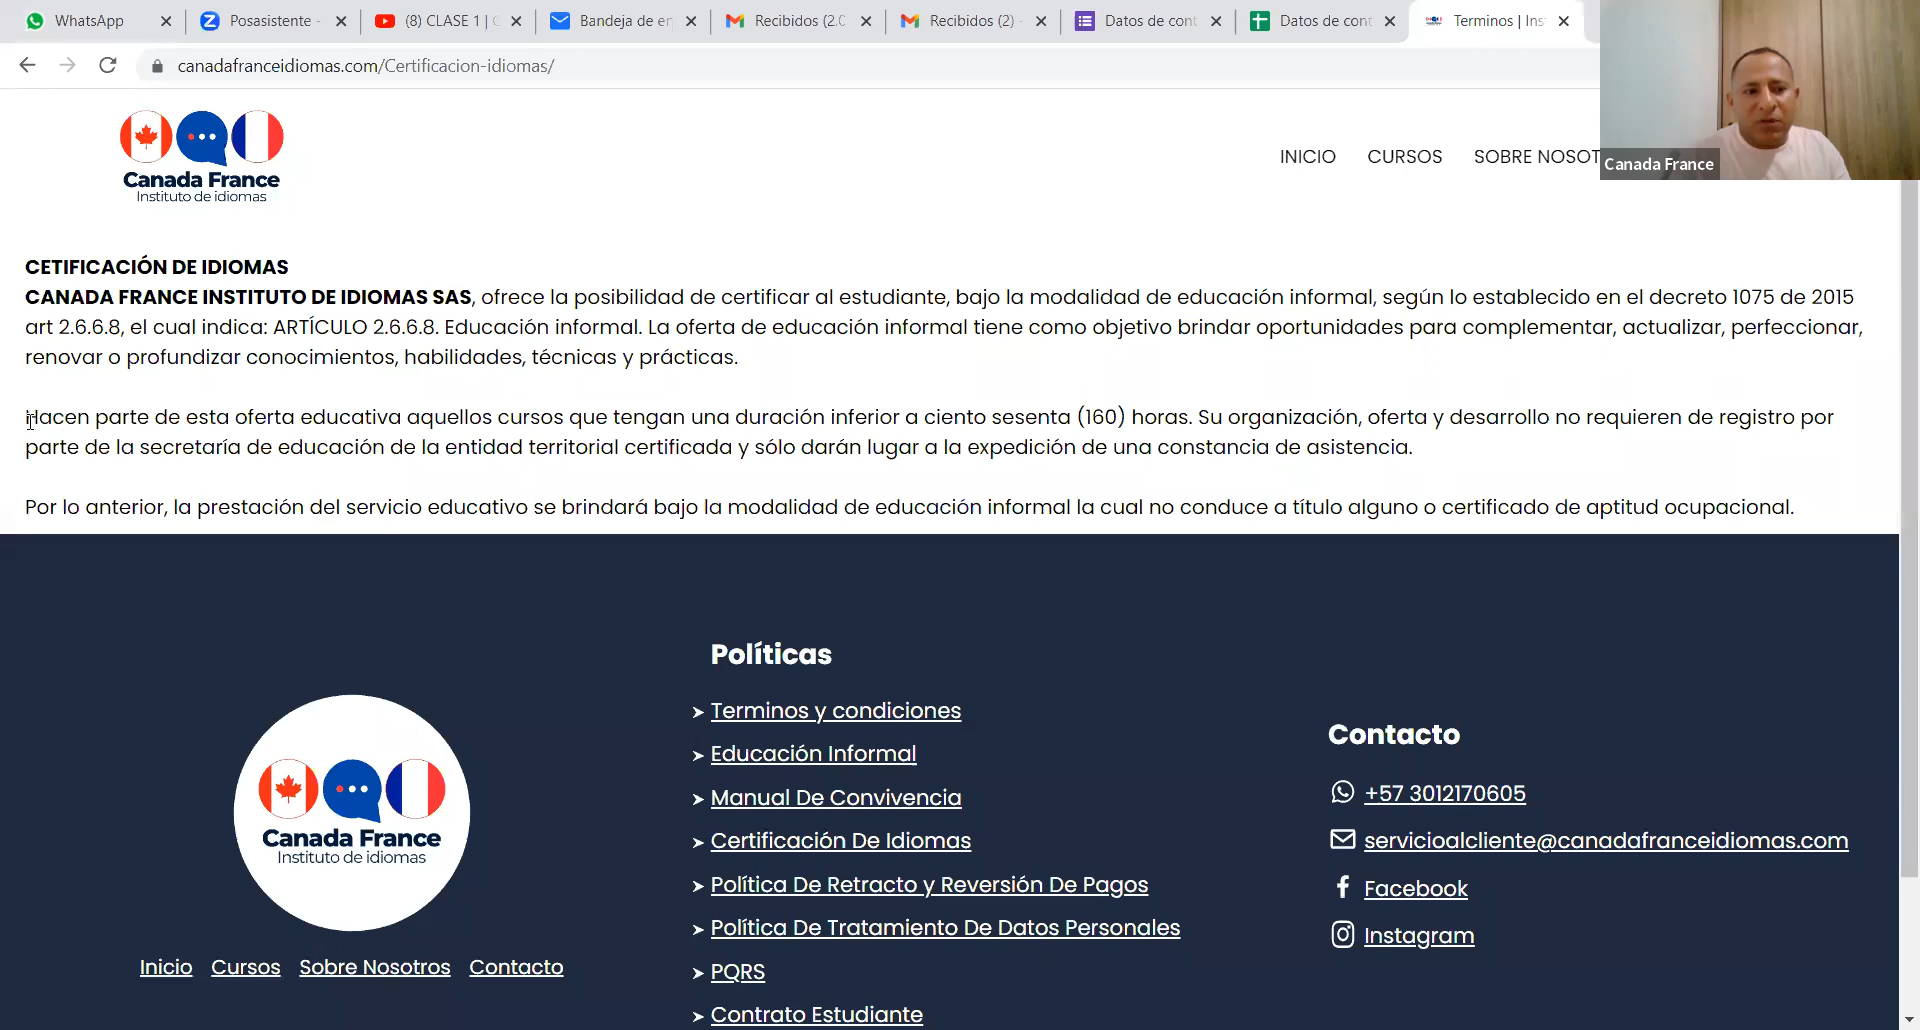 WhatsApp
Posasistente -
(8) CLASE 1 |
Bandeja de en
Recibidos (2.0
Recibidos (2) -
Datos de cont
Datos de cont
Terminos | Ins
canadafranceidiomas.com/Certificacion-idiomas/
Canada France
Instituto de idiomas
INICIO CURSOS SOBRE NOSOT
Canada France
CETIFICACIÓN DE IDIOMAS
CANADA FRANCE INSTITUTO DE IDIOMAS SAS, ofrece la posibilidad de certificar al estudiante, bajo la modalidad de educación informal, según lo establecido en el decreto 1075 de 2015
art 2.6.6.8, el cual indica: ARTÍCULO 2.6.6.8. Educación informal. La oferta de educación informal tiene como objetivo brindar oportunidades para complementar, actualizar, perfeccionar,
renovar o profundizar conocimientos, habilidades, técnicas y prácticas.
Hacen parte de esta oferta educativa aquellos cursos que tengan una duración inferior a ciento sesenta (160) horas. Su organización, oferta y desarrollo no requieren de registro por
parte de la secretaría de educación de la entidad territorial certificada y sólo darán lugar a la expedición de una constancia de asistencia.
Por lo anterior, la prestación del servicio educativo se brindará bajo la modalidad de educación informal la cual no conduce a título alguno o certificado de aptitud ocupacional.
Canada France
Instituto de idiomas
Inicio Cursos Sobre Nosotros Contacto
Políticas
Terminos y condiciones
Educación Informal
Manual De Convivencia
Certificación De Idiomas
Política De Retracto y Reversión De Pagos
Política De Tratamiento De Datos Personales
PQRS
Contrato Estudiante
Contacto
+57 3012170605
servicioalcliente@canadafranceidiomas.com
Facebook
Instagram